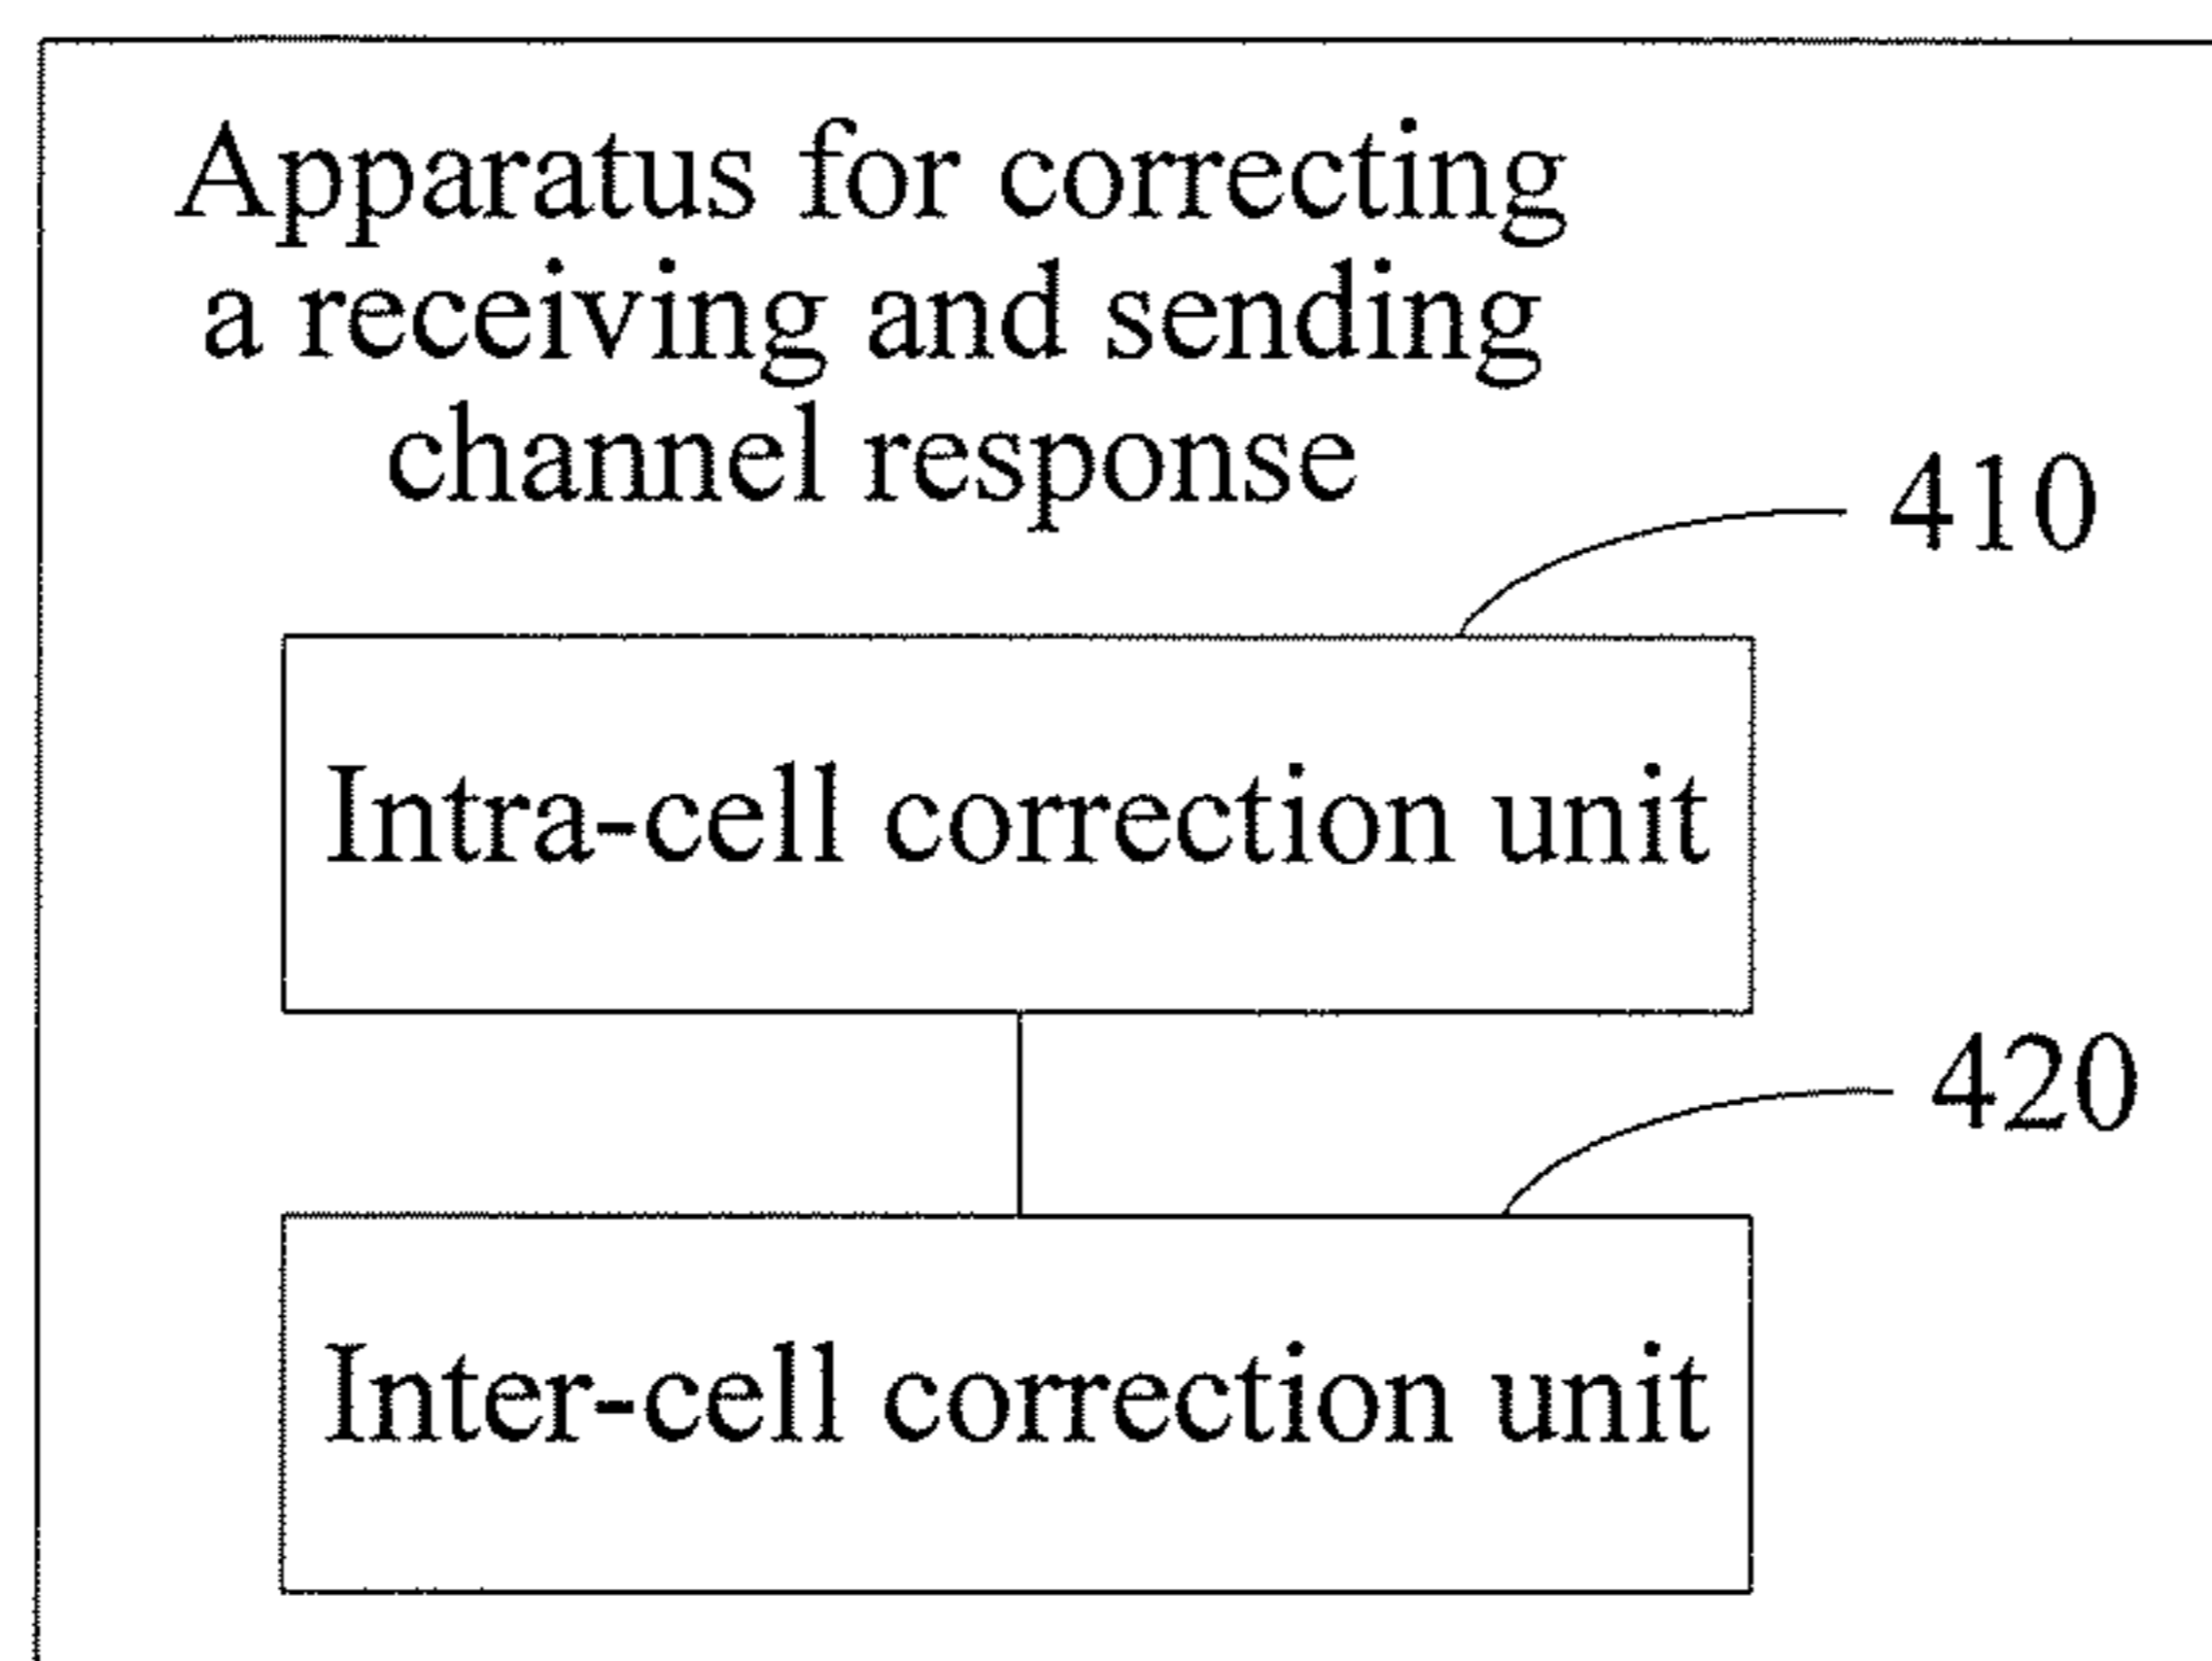 Apparatus for correcting
a receiving and sending
channel response
410
Intra-cell correction unit
420
Inter-cell correction unit